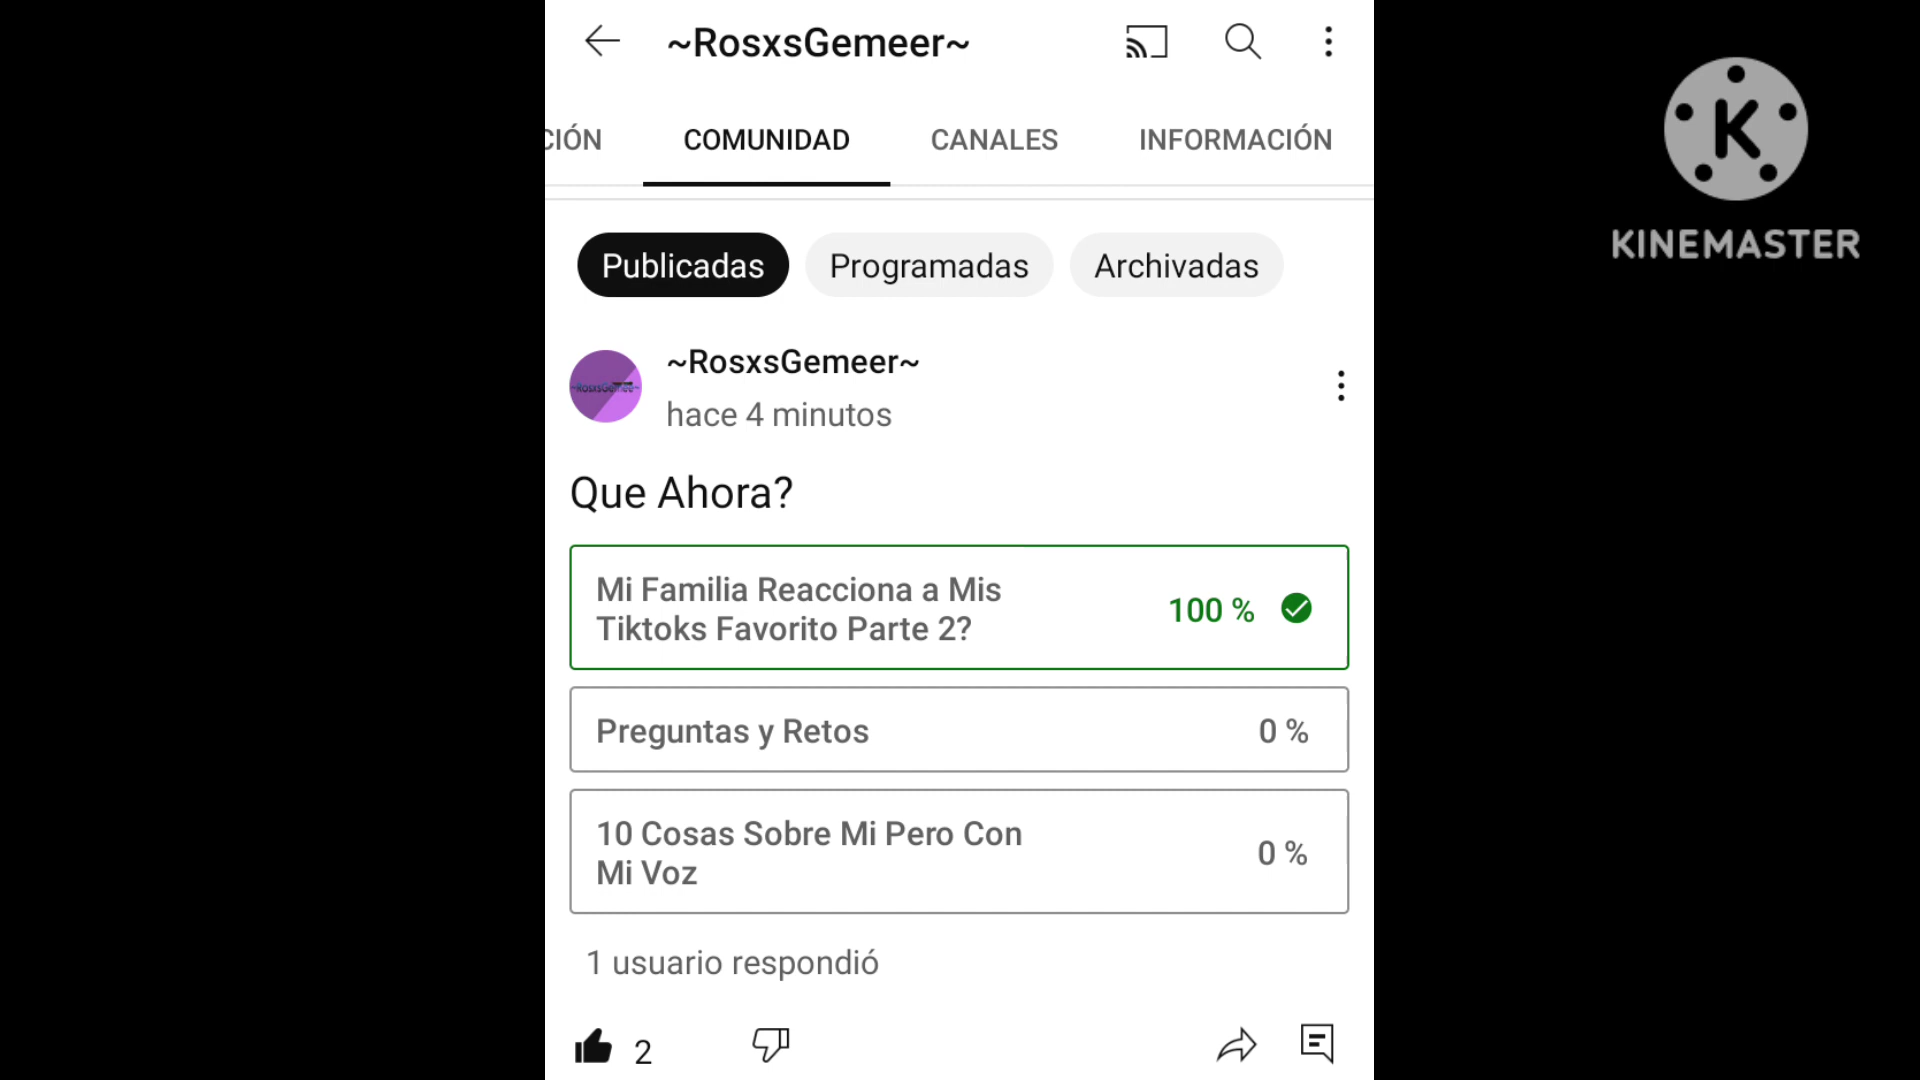 ~RosxsGemeer~
CIÓN COMUNIDAD CANALES INFORMACIÓN
K
KINEMASTER
Publicadas Programadas Archivadas
~RosxsGemeer~
hace 4 minutos
Que Ahora?
Mi Familia Reacciona a Mis
Tiktoks Favorito Parte 2?
100 %
Preguntas y Retos 0 %
10 Cosas Sobre Mi Pero Con
Mi Voz
0 %
1 usuario respondió
2